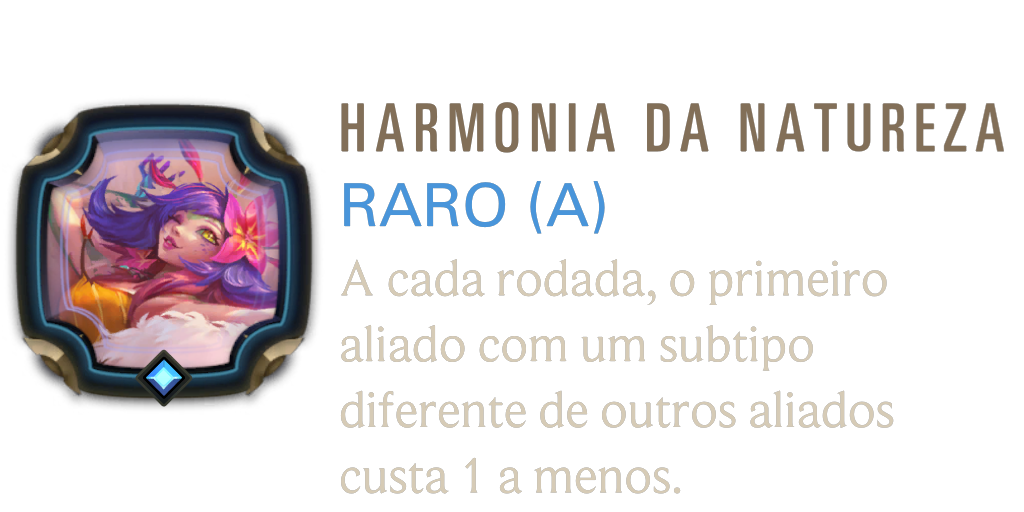 HARMONIA DA NATUREZA
RARO (A)
A cada rodada, o primeiro
aliado com um subtipo
diferente de outros aliados
custa 1 a menos.